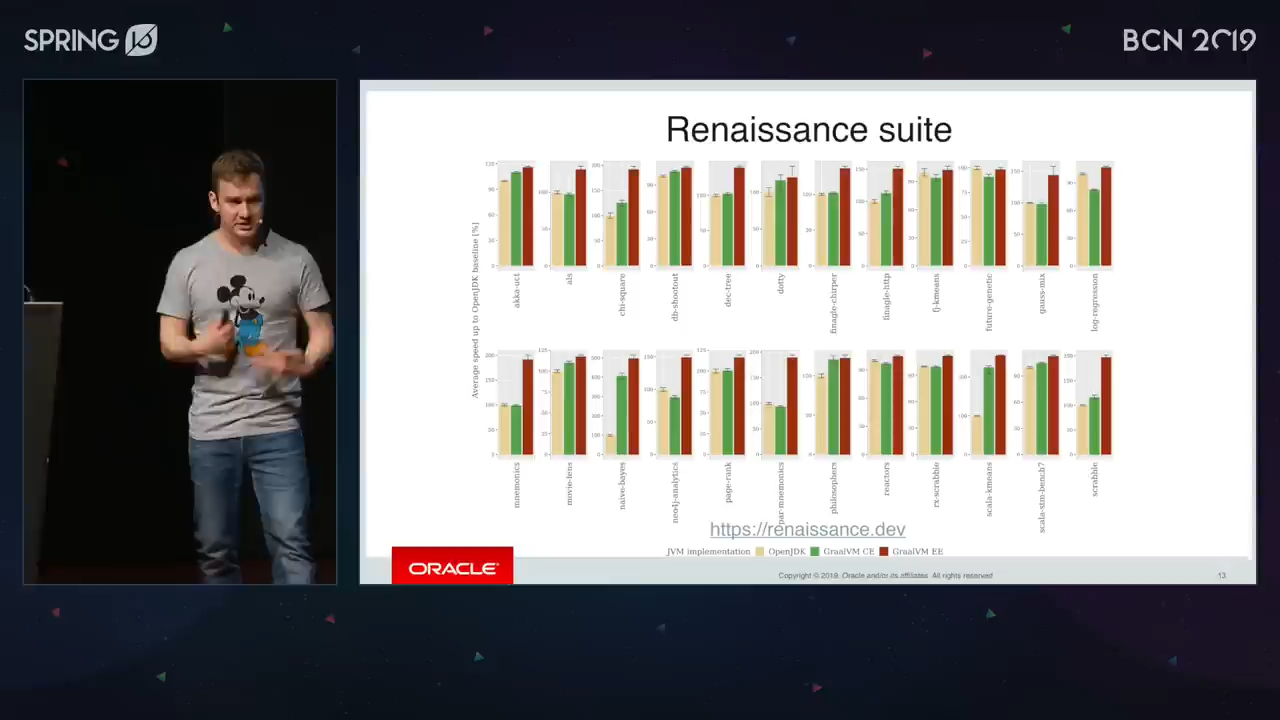 SPRING IO
BCN 2019
Renaissance suite
Average speed up to OpenJDK baseline [%]
akka-uct
als
chi-square
db-shootout
dec-tree
dotty
finagle-chirper
finagle-http
fj-kmeans
future-genetic
gauss-mix
log-regression
mnemonics
movie-lens
naive-bayes
neo4j-analytics
page-rank
par-mnemonics
philosophers
reactors
rx-scrabble
scala-kmeans
scala-stm-bench7
scrabble
https://renaissance.dev
JVM implementation OpenJDK GraalVM CE GraalVM EE
ORACLE
Copyright © 2019, Oracle and/or its affiliates. All rights reserved
13